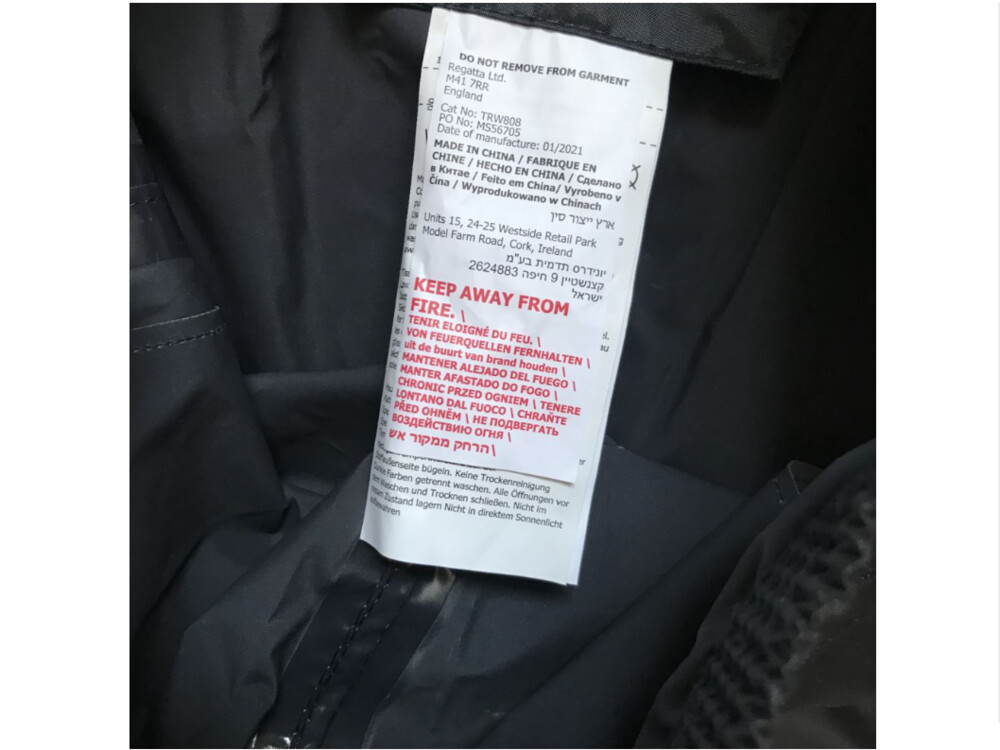 DO NOT REMOVE FROM GARMENT
Regatta Ltd.
M41 7RR
England
Cat No: TRW808
PO No: MS56705
Date of manufacture: 01/2021
MADE IN CHINA / FABRIQUE EN
CHINE / HECHO EN CHINA / Сделано
в Китае / Feito em China/ Vyrobeno v
Čína / Wyprodukowano w Chinach
ארץ ייצור סין
Units 15, 24-25 Westside Retail Park
Model Farm Road, Cork, Ireland
יונידרס תדמית בע"מ
קצנשטיין 9 חיפה 2624883
ישראל
KEEP AWAY FROM
FIRE. \
TENIR ELOIGNÉ DU FEU. \
VON FEUERQUELLEN FERNHALTEN \
uit de buurt van brand houden \
MANTENER ALEJADO DEL FUEGO \
MANTER AFASTADO DO FOGO \
CHRONIC PRZED OGNIEM \ TENERE
LONTANO DAL FUOCO \ CHRAŇTE
PŘED OHNĚM \ НЕ ПОДВЕРГАТЬ
ВОЗДЕЙСТВИЮ ОГНЯ \
הרחק ממקור אש\
bügeln. Keine Trockenreinigung
Farben getrennt waschen. Alle Öffnungen vor
Waschen und Trocknen schließen. Nicht im
Zustand lagern Nicht in direktem Sonnenlicht